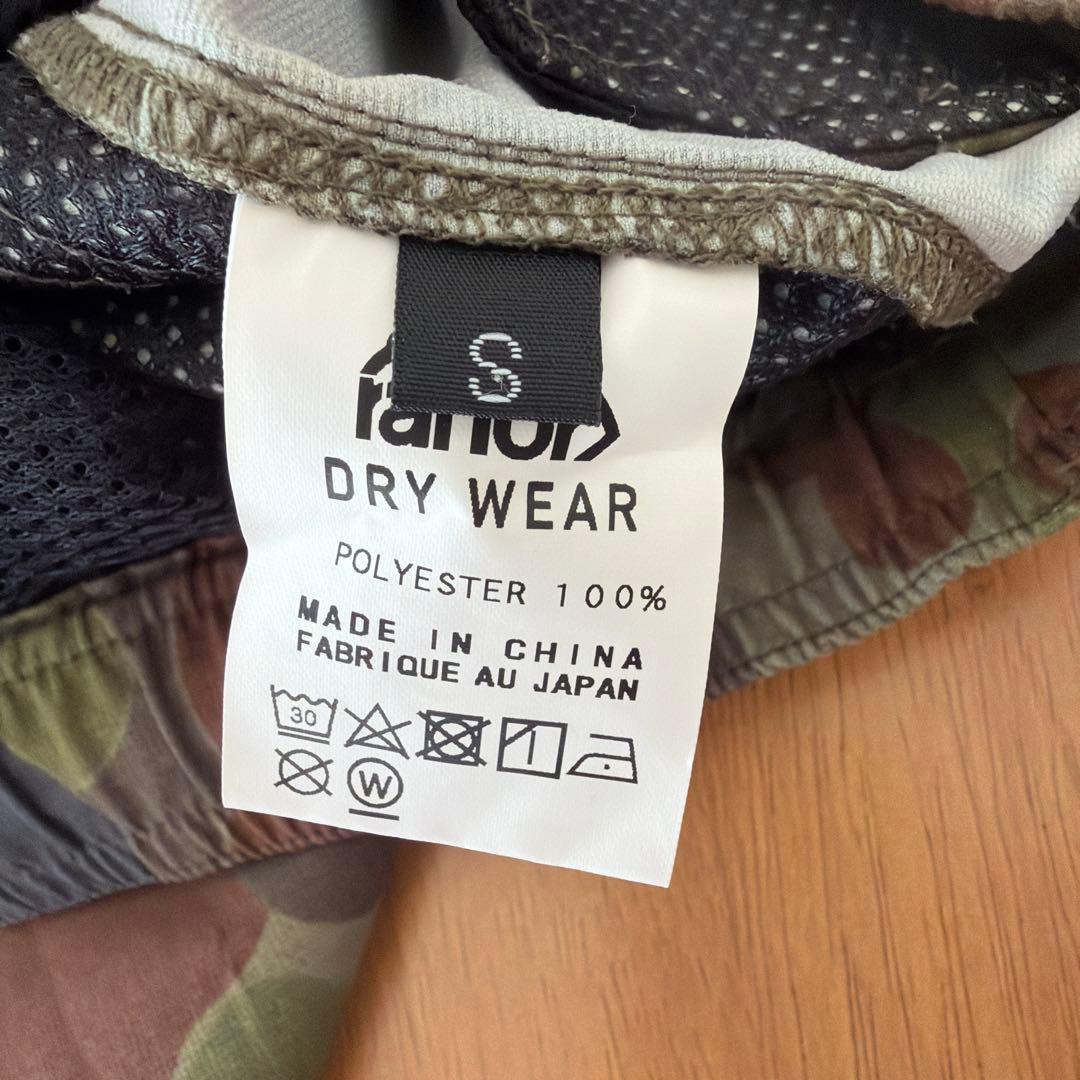 S
DRY WEAR
POLYESTER 100%
MADE IN CHINA
FABRIQUE AU JAPAN
30
W